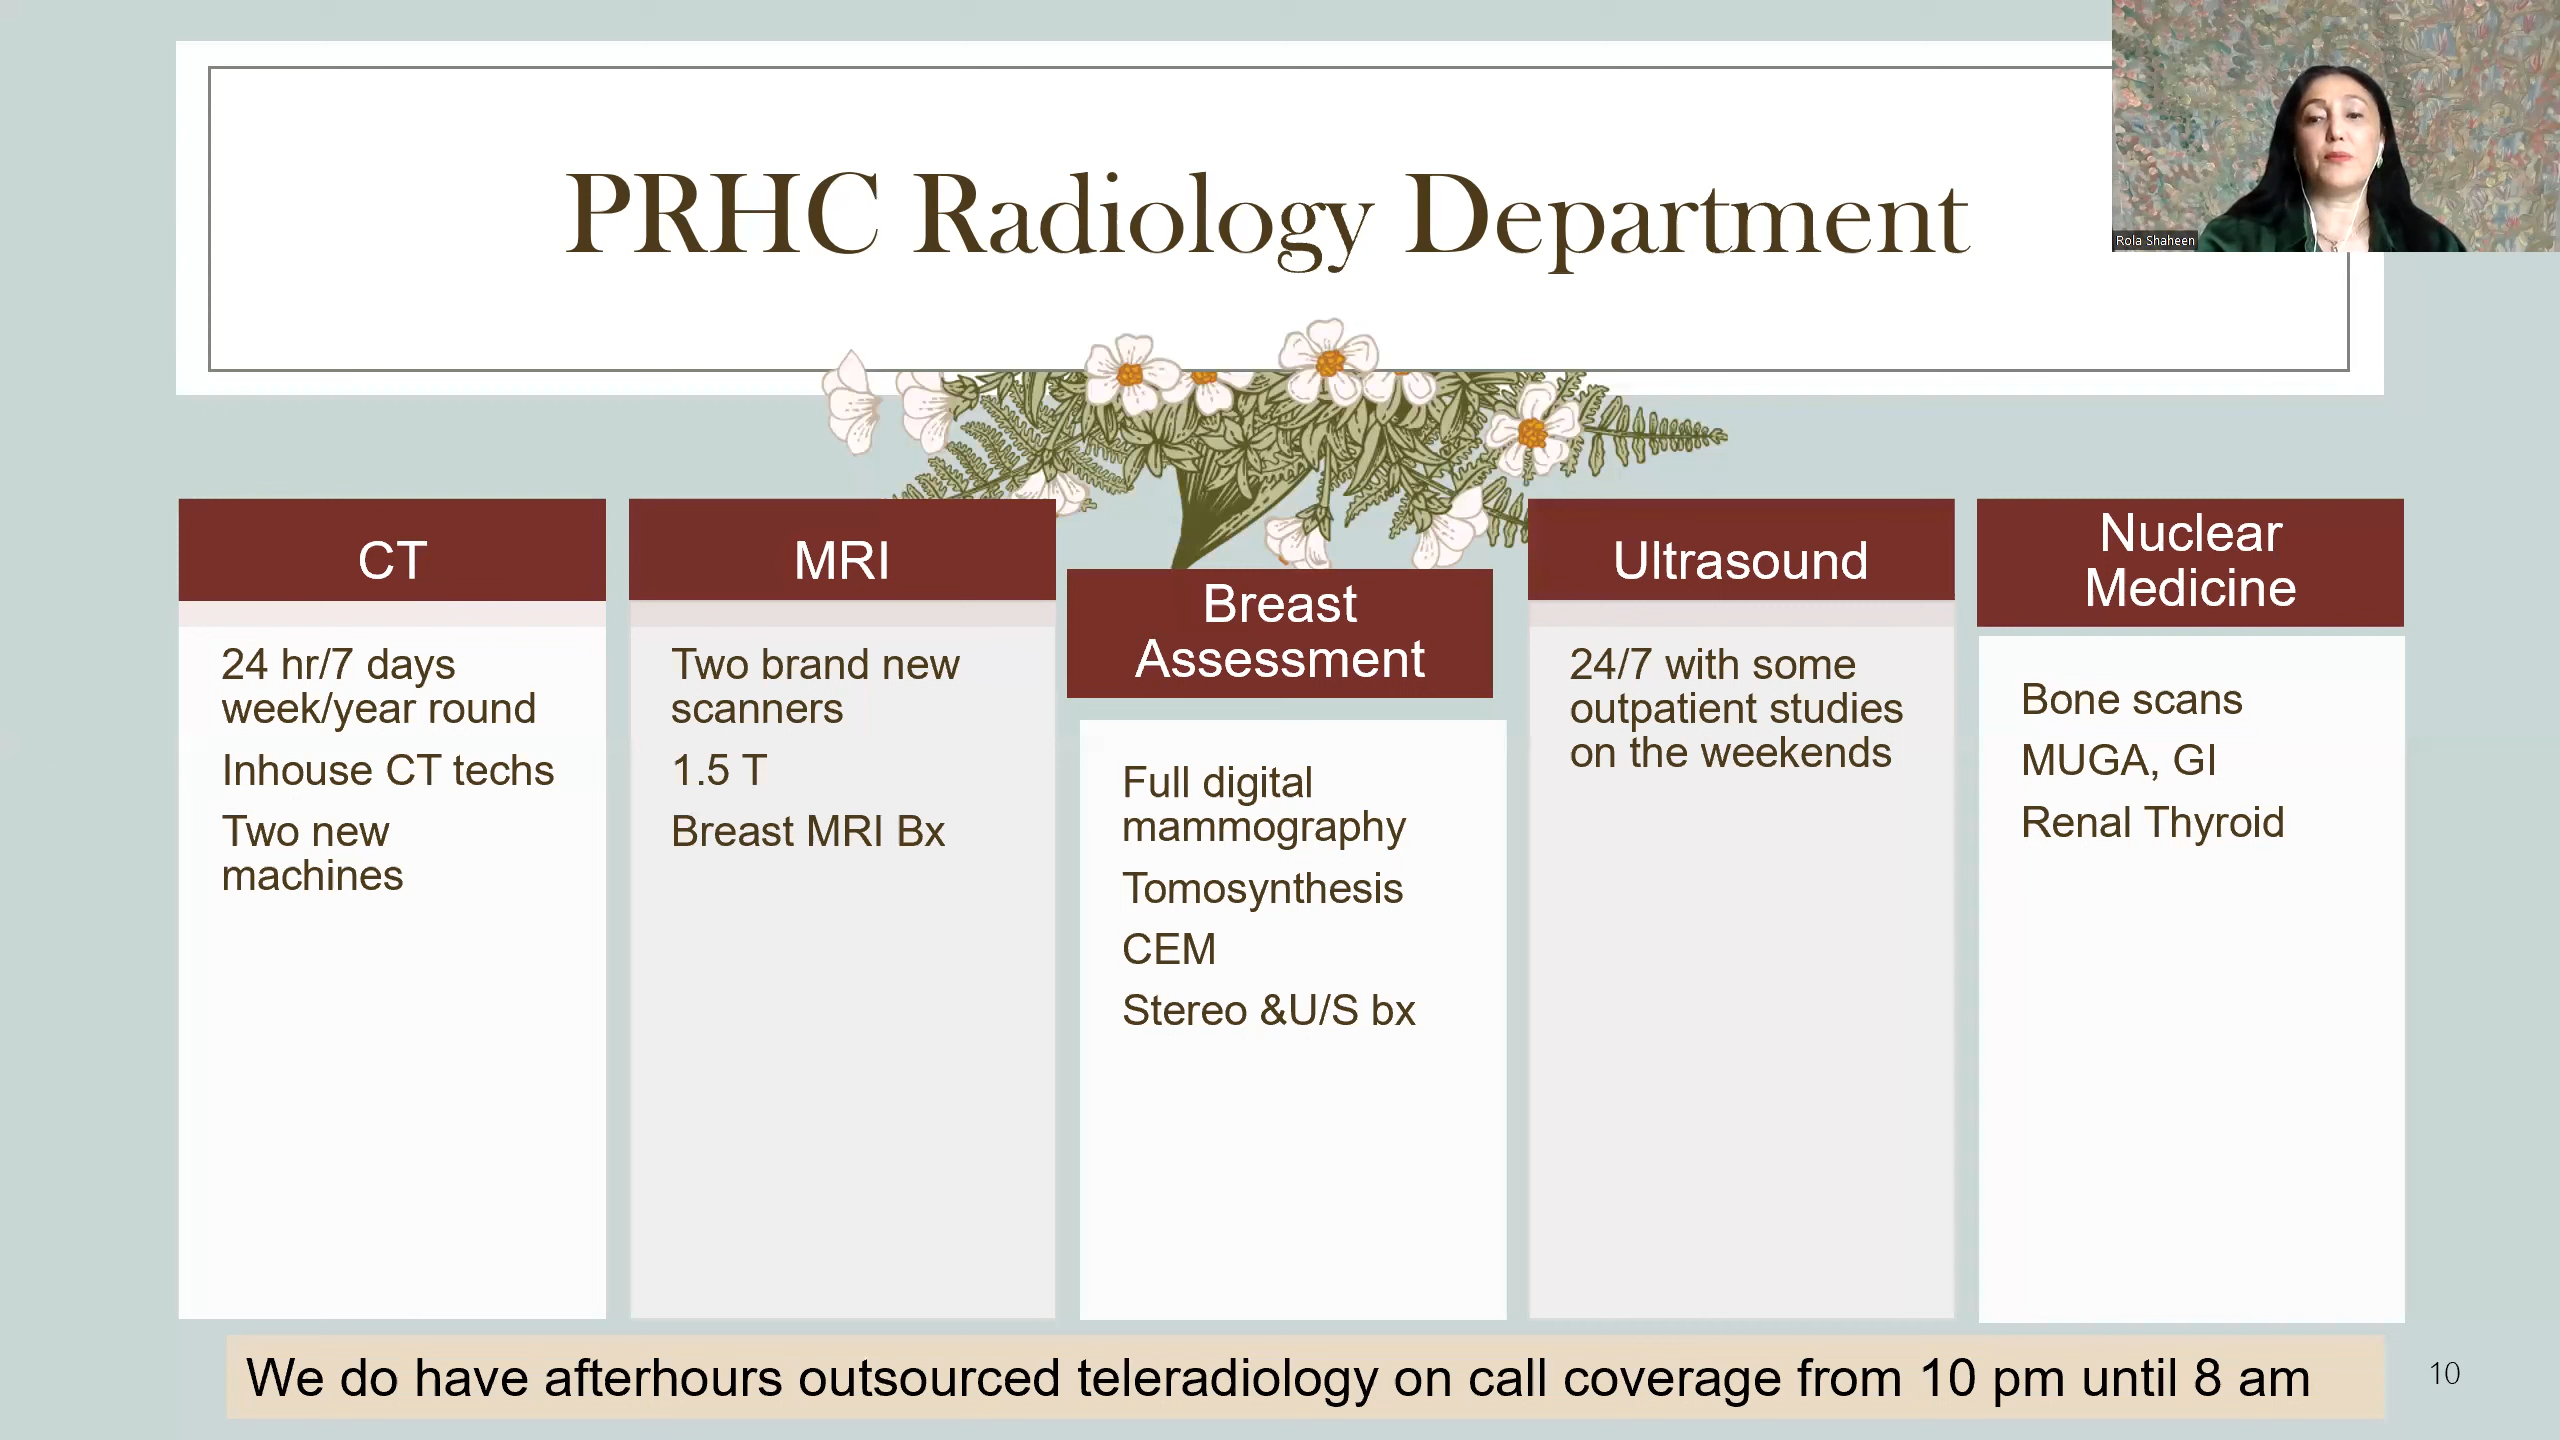 PRHC Radiology Department
Rola Shaheen
CT
24 hr/7 days
week/year round
Inhouse CT techs
Two new
machines
MRI
Two brand new
scanners
1.5 T
Breast MRI Bx
Breast
Assessment
Full digital
mammography
Tomosynthesis
CEM
Stereo &U/S bx
Ultrasound
24/7 with some
outpatient studies
on the weekends
Nuclear
Medicine
Bone scans
MUGA, GI
Renal Thyroid
We do have afterhours outsourced teleradiology on call coverage from 10 pm until 8 am
10